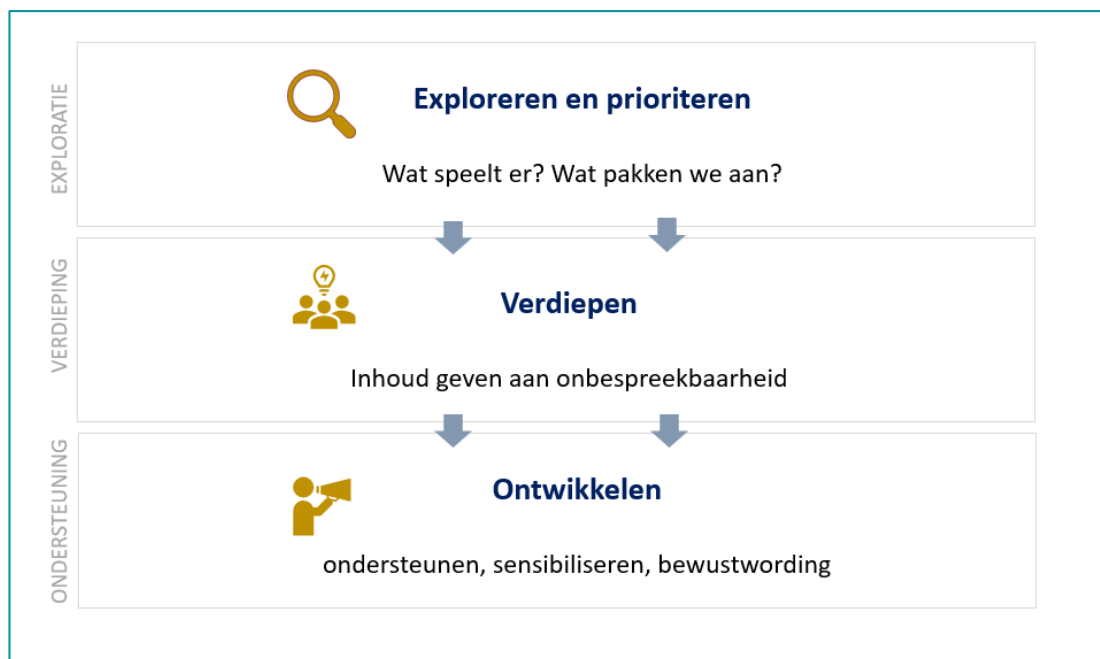 EXPLORATIE
Exploreren en prioriteren
Wat speelt er? Wat pakken we aan?
VERDIEPING
Verdiepen
Inhoud geven aan onbespreekbaarheid
ONDERSTEUNING
Ontwikkelen
ondersteunen, sensibiliseren, bewustwording